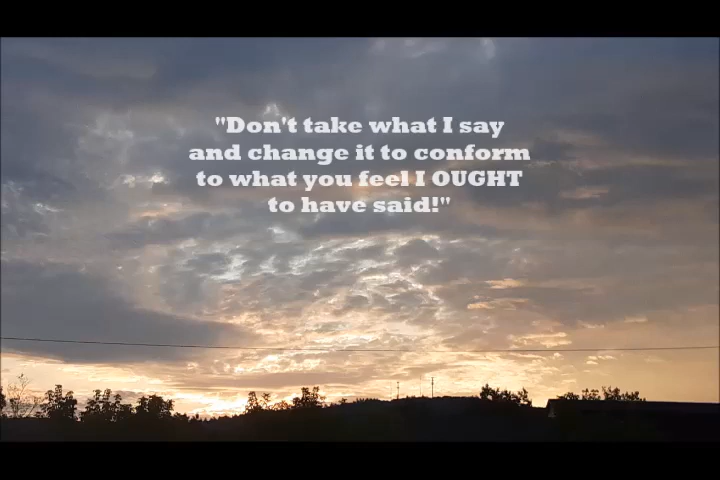 "Don't take what I say
and change it to conform
to what you feel I OUGHT
to have said!"